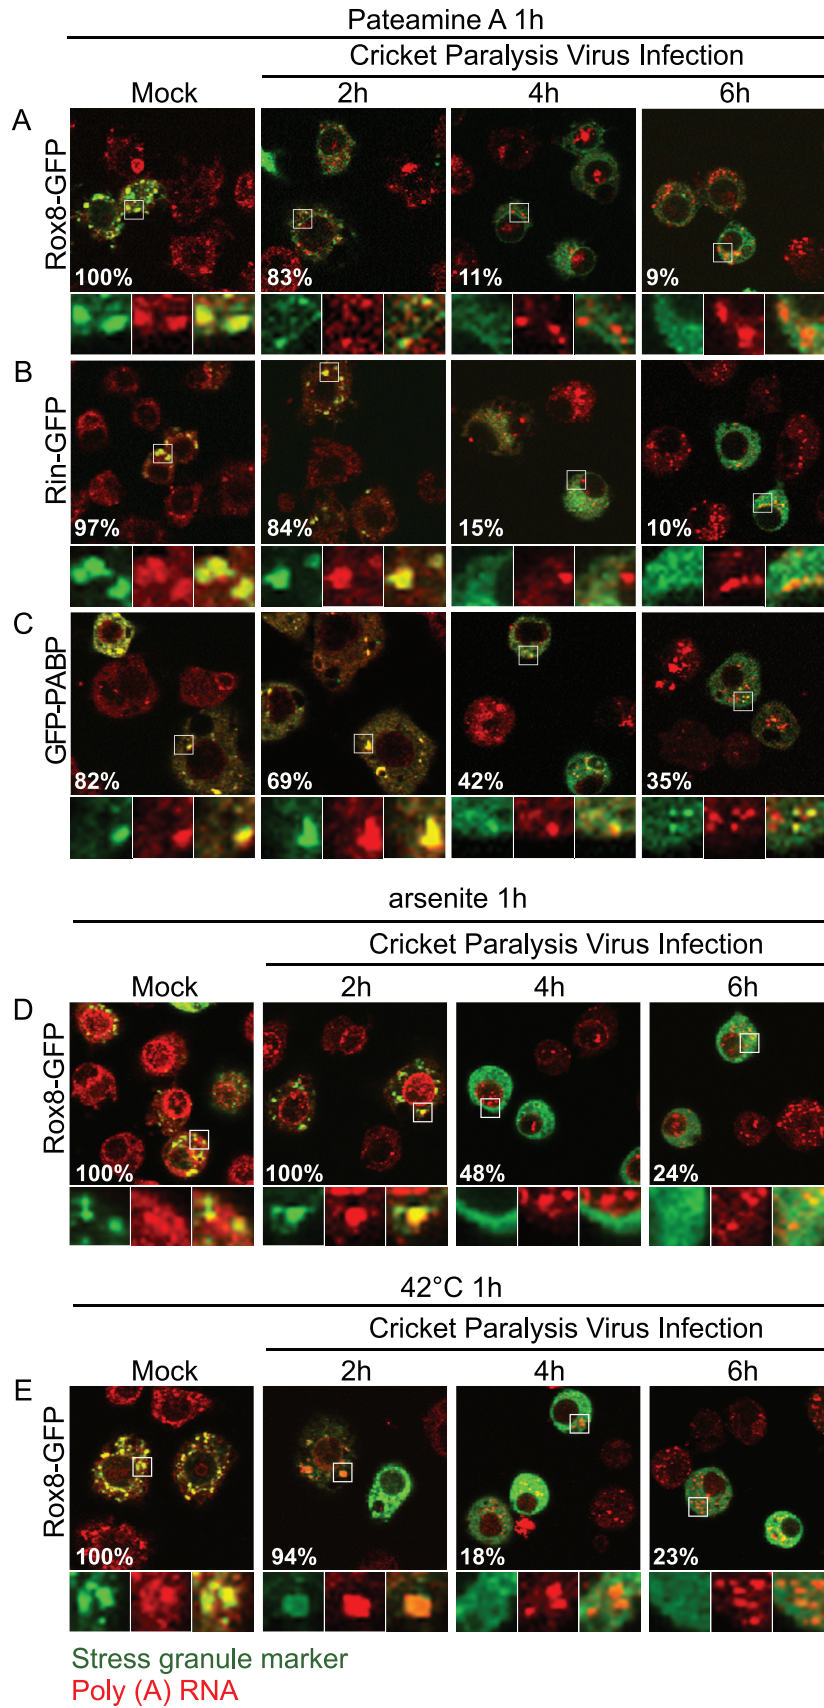 Pateamine A 1h
Cricket Paralysis Virus Infection
Mock 2h 4h 6h
A
Rox8-GFP
100% 83% 11% 9%
B
Rin-GFP
97% 84% 15% 10%
C
GFP-PABP
82% 69% 42% 35%
arsenite 1h
Cricket Paralysis Virus Infection
Mock 2h 4h 6h
D
Rox8-GFP
100% 100% 48% 24%
42°C 1h
Cricket Paralysis Virus Infection
Mock 2h 4h 6h
E
Rox8-GFP
100% 94% 18% 23%
Stress granule marker
Poly (A) RNA